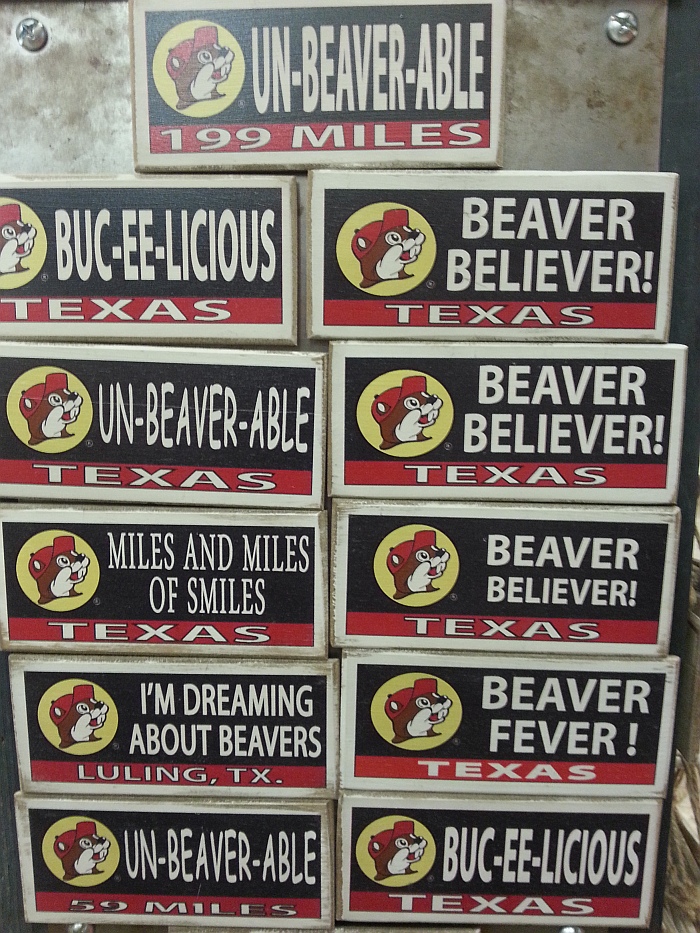 UN-BEAVER-ABLE
199 MILES
BUC-EE-LICIOUS
TEXAS
BEAVER
BELIEVER!
TEXAS
UN-BEAVER-ABLE
TEXAS
BEAVER
BELIEVER!
TEXAS
MILES AND MILES
OF SMILES
TEXAS
BEAVER
BELIEVER!
TEXAS
I'M DREAMING
ABOUT BEAVERS
LULING, TX.
BEAVER
FEVER!
TEXAS
UN-BEAVER-ABLE
59 MILES
BUC-EE-LICIOUS
TEXAS